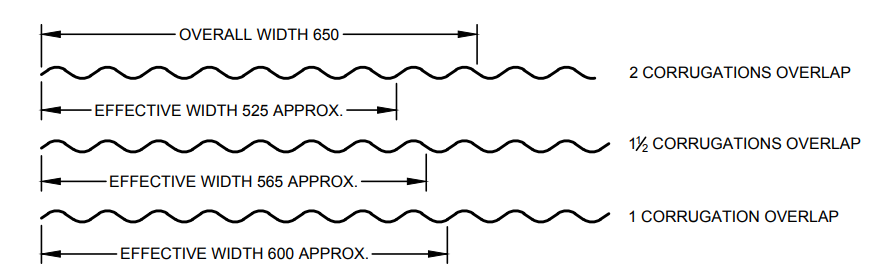 OVERALL WIDTH 650
2 CORRUGATIONS OVERLAP
EFFECTIVE WIDTH 525 APPROX.
1½ CORRUGATIONS OVERLAP
EFFECTIVE WIDTH 565 APPROX.
1 CORRUGATION OVERLAP
EFFECTIVE WIDTH 600 APPROX.